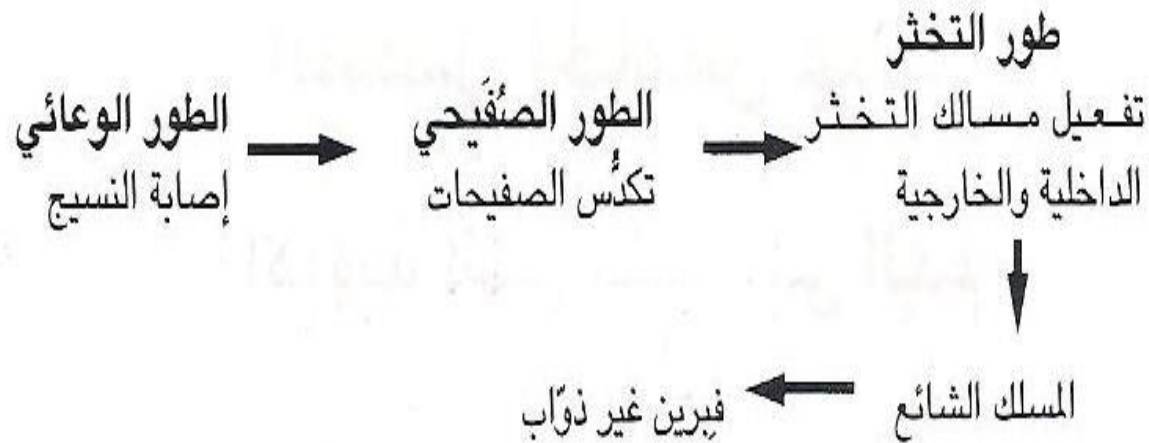 الطور الوعائي
إصابة النسيج
الطور الصُفَيحي
تكدُّس الصفيحات
طور التخثر
تفعيل مسالك التخثر
الداخلية والخارجية
المسلك الشائع
فبرين غير ذوّاب